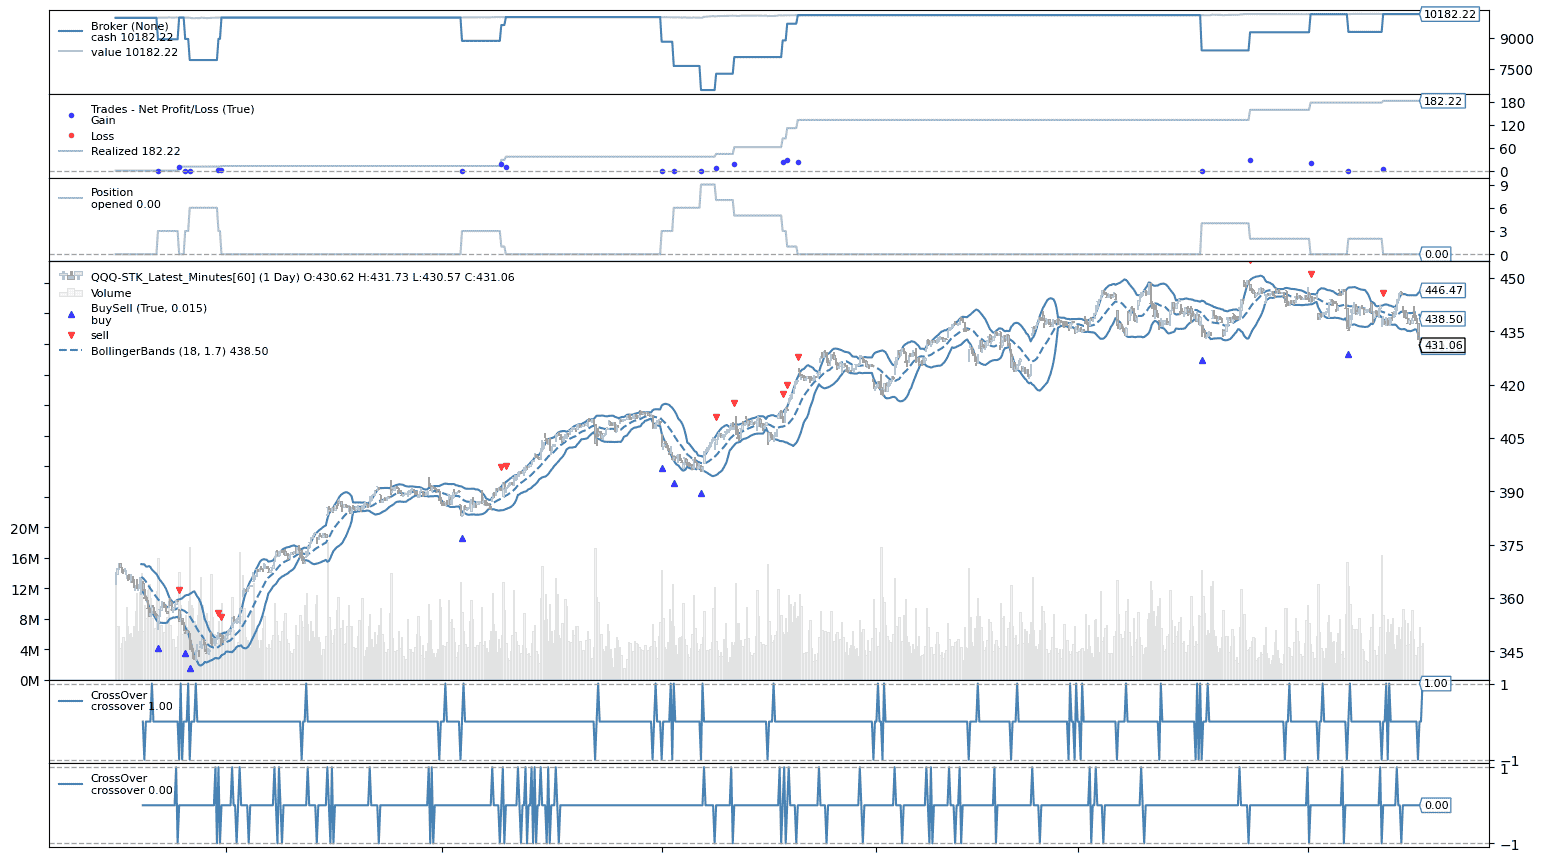 Broker (None)
cash 10182.22
value 10182.22
10182.22
9000
7500
Trades - Net Profit/Loss (True)
Gain
Loss
Realized 182.22
182.22
180
120
60
0
Position
opened 0.00
9
6
3
0
0.00
QQQ-STK_Latest_Minutes[60] (1 Day) O:430.62 H:431.73 L:430.57 C:431.06
Volume
BuySell (True, 0.015)
buy
sell
BollingerBands (18, 1.7) 438.50
446.47
438.50
431.06
450
435
420
405
390
375
360
345
20M
16M
12M
8M
4M
0M
CrossOver
crossover 1.00
1.00
1
−1
CrossOver
crossover 0.00
0.00
1
−1